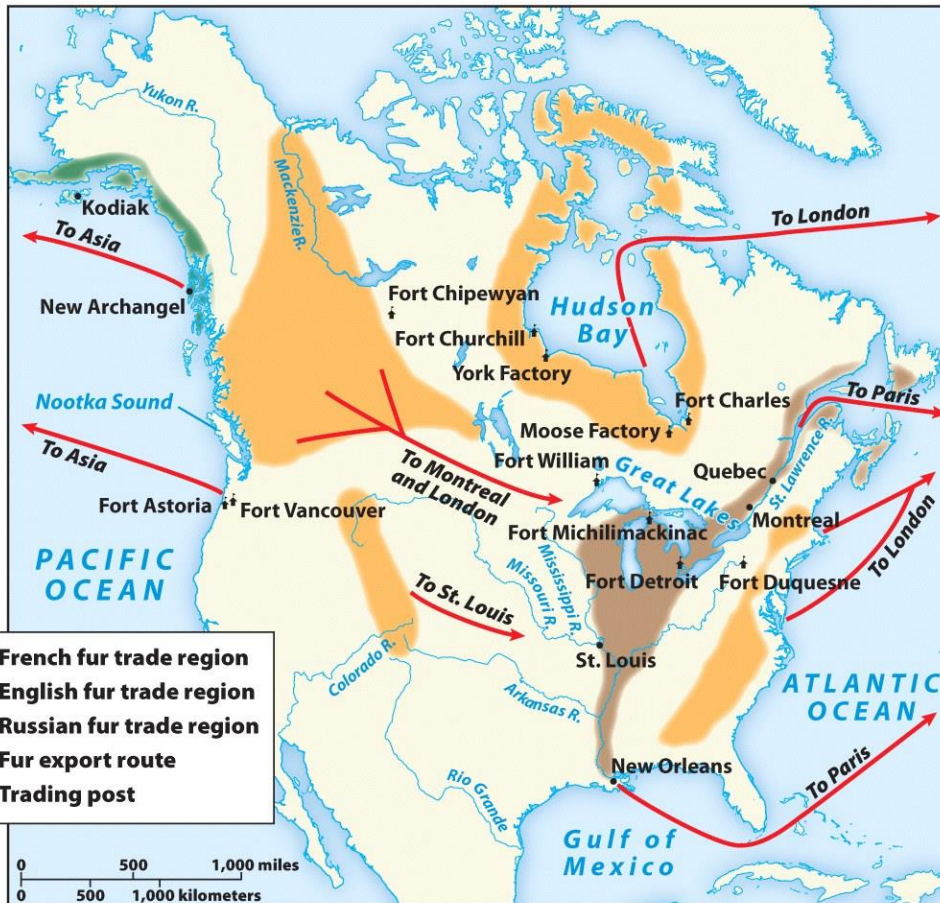 Yukon R.
Mackenzie R.
Kodiak
To Asia
New Archangel
To London
Fort Chipewyan
Hudson
Bay
Fort Churchill
York Factory
Nootka Sound
Fort Charles
To Paris
Moose Factory
St. Lawrence R.
To Asia
Fort William
Great Lakes
Quebec
To Montreal
and London
Fort Astoria
Fort Vancouver
Montreal
Fort Michilimackinac
To London
PACIFIC
OCEAN
Mississippi R.
Missouri R.
Fort Detroit
Fort Duquesne
To St. Louis
St. Louis
Colorado R.
Arkansas R.
ATLANTIC
OCEAN
French fur trade region
English fur trade region
Russian fur trade region
Fur export route
Trading post
New Orleans
To Paris
Rio Grande
Gulf of
Mexico
0 500 1,000 miles
0 500 1,000 kilometers